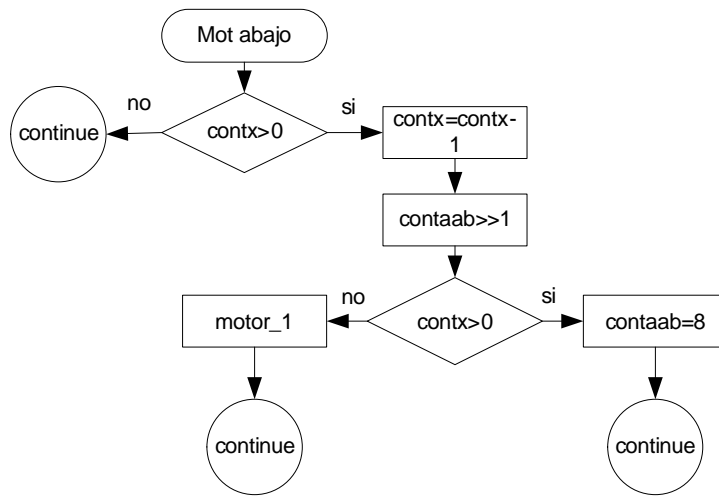 Mot abajo
no
si
continue
contx>0
contx=contx-
1
contaab>>1
no
si
motor_1
contx>0
contaab=8
continue
continue